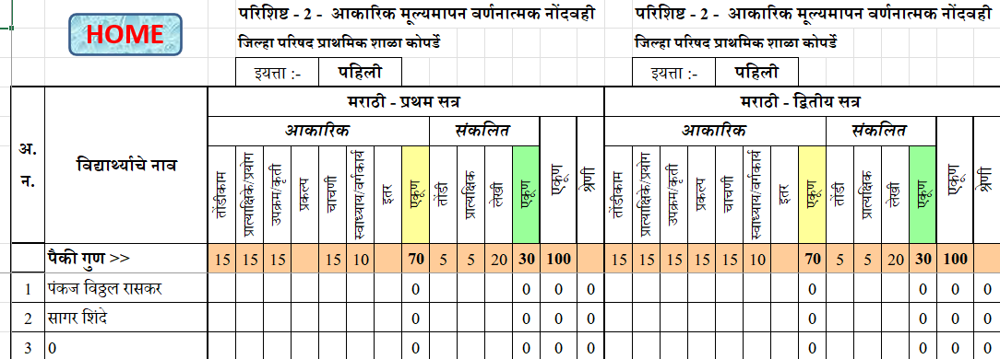 परिशिष्ट - 2 - आकारिक मूल्यमापन वर्णनात्मक नोंदवही परिशिष्ट - 2 - आकारिक मूल्यमापन वर्णनात्मक नोंदवही
HOME
जिल्हा परिषद प्राथमिक शाळा कोपर्डे जिल्हा परिषद प्राथमिक शाळा कोपर्डे
इयत्ता :- पहिली इयत्ता :- पहिली
अ. न. विद्यार्थ्याचे नाव मराठी - प्रथम सत्र मराठी - द्वितीय सत्र
आकारिक संकलित एकूण श्रेणी आकारिक संकलित एकूण श्रेणी
तोंडीकाम प्रात्याक्षिके/प्रयोग उपक्रम/कृती प्रकल्प चाचणी स्वाध्याय/वर्गकार्य इतर एकूण तोंडी प्रात्यक्षिक लेखी एकूण तोंडीकाम प्रात्याक्षिके/प्रयोग उपक्रम/कृती प्रकल्प चाचणी स्वाध्याय/वर्गकार्य इतर एकूण तोंडी प्रात्यक्षिक लेखी एकूण
पैकी गुण >> 15 15 15 15 10 70 5 5 20 30 100 15 15 15 15 15 10 70 5 5 20 30 100
1 पंकज विठ्ठल रासकर 0 0 0 0 0 0 0 0
2 सागर शिंदे 0 0 0 0 0 0 0 0
3 0 0 0 0 0 0 0 0 0